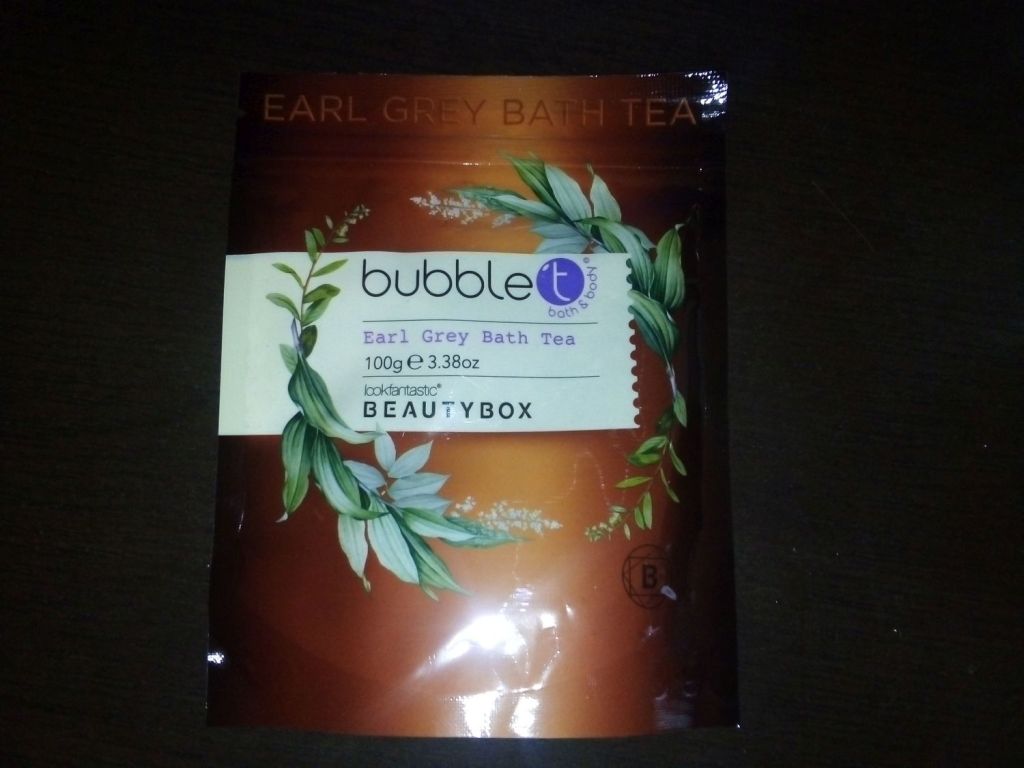 EARL GREY BATH TEA
bubble t
bath & body®
Earl Grey Bath Tea
100g ℮ 3.38oz
lookfantastic®
BEAUTYBOX
B